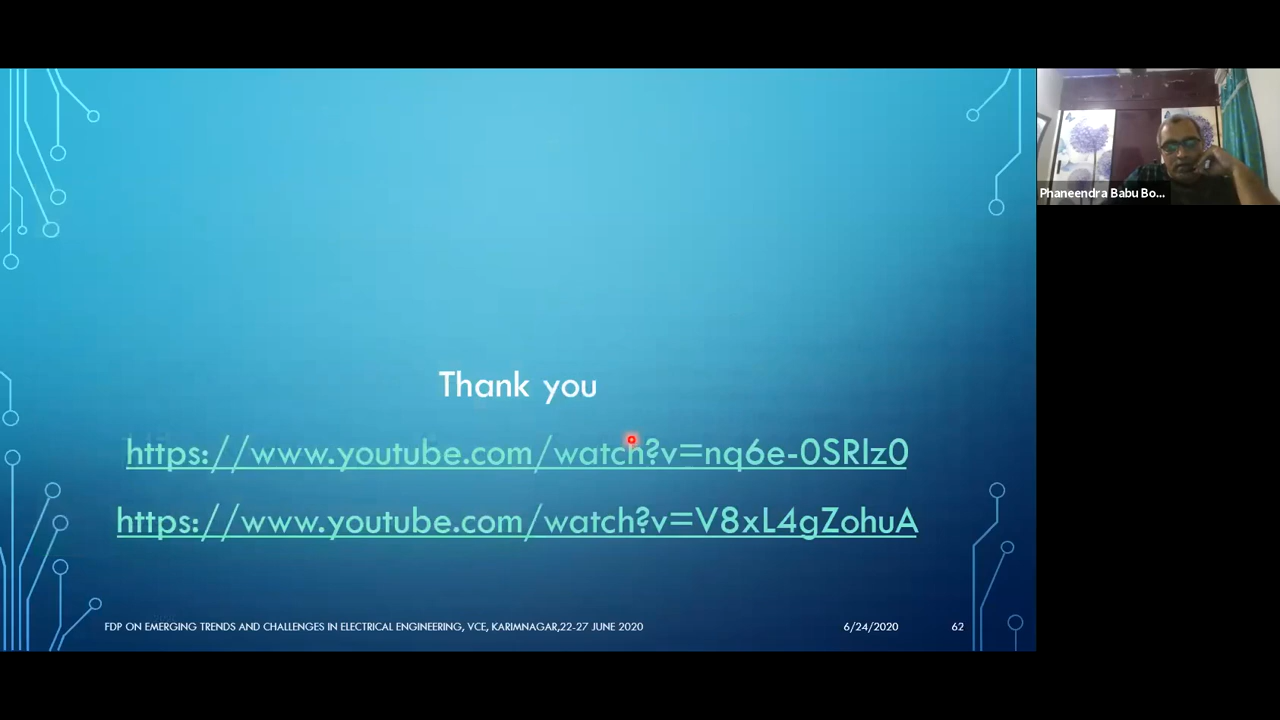 Thank you
https://www.youtube.com/watch?v=nq6e-0SRlz0
https://www.youtube.com/watch?v=V8xL4gZohuA
FDP ON EMERGING TRENDS AND CHALLENGES IN ELECTRICAL ENGINEERING, VCE, KARIMNAGAR,22-27 JUNE 2020
6/24/2020
62
Phaneendra Babu Bo...